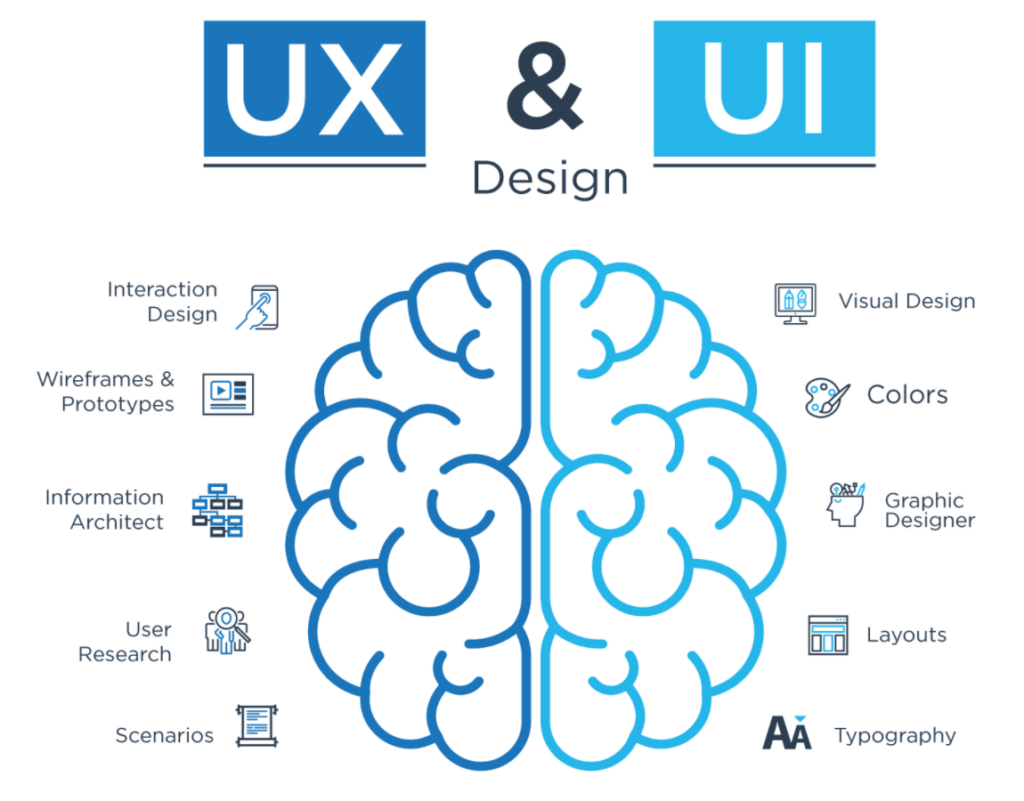 UX & UI
Design
Interaction
Design
Wireframes &
Prototypes
Information
Architect
User
Research
Scenarios
Visual Design
Colors
Graphic
Designer
Layouts
AA
Typography